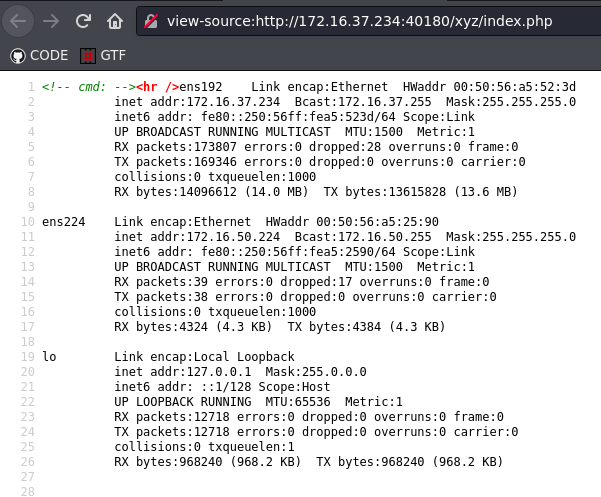 view-source:http://172.16.37.234:40180/xyz/index.php
CODE GTF
1 <!-- cmd: --><hr />ens192    Link encap:Ethernet  HWaddr 00:50:56:a5:52:3d
2           inet addr:172.16.37.234  Bcast:172.16.37.255  Mask:255.255.255.0
3           inet6 addr: fe80::250:56ff:fea5:523d/64 Scope:Link
4           UP BROADCAST RUNNING MULTICAST  MTU:1500  Metric:1
5           RX packets:173807 errors:0 dropped:28 overruns:0 frame:0
6           TX packets:169346 errors:0 dropped:0 overruns:0 carrier:0
7           collisions:0 txqueuelen:1000
8           RX bytes:14096612 (14.0 MB)  TX bytes:13615828 (13.6 MB)
9
10 ens224    Link encap:Ethernet  HWaddr 00:50:56:a5:25:90
11           inet addr:172.16.50.224  Bcast:172.16.50.255  Mask:255.255.255.0
12           inet6 addr: fe80::250:56ff:fea5:2590/64 Scope:Link
13           UP BROADCAST RUNNING MULTICAST  MTU:1500  Metric:1
14           RX packets:39 errors:0 dropped:17 overruns:0 frame:0
15           TX packets:38 errors:0 dropped:0 overruns:0 carrier:0
16           collisions:0 txqueuelen:1000
17           RX bytes:4324 (4.3 KB)  TX bytes:4384 (4.3 KB)
18
19 lo        Link encap:Local Loopback
20           inet addr:127.0.0.1  Mask:255.0.0.0
21           inet6 addr: ::1/128 Scope:Host
22           UP LOOPBACK RUNNING  MTU:65536  Metric:1
23           RX packets:12718 errors:0 dropped:0 overruns:0 frame:0
24           TX packets:12718 errors:0 dropped:0 overruns:0 carrier:0
25           collisions:0 txqueuelen:1
26           RX bytes:968240 (968.2 KB)  TX bytes:968240 (968.2 KB)
27
28